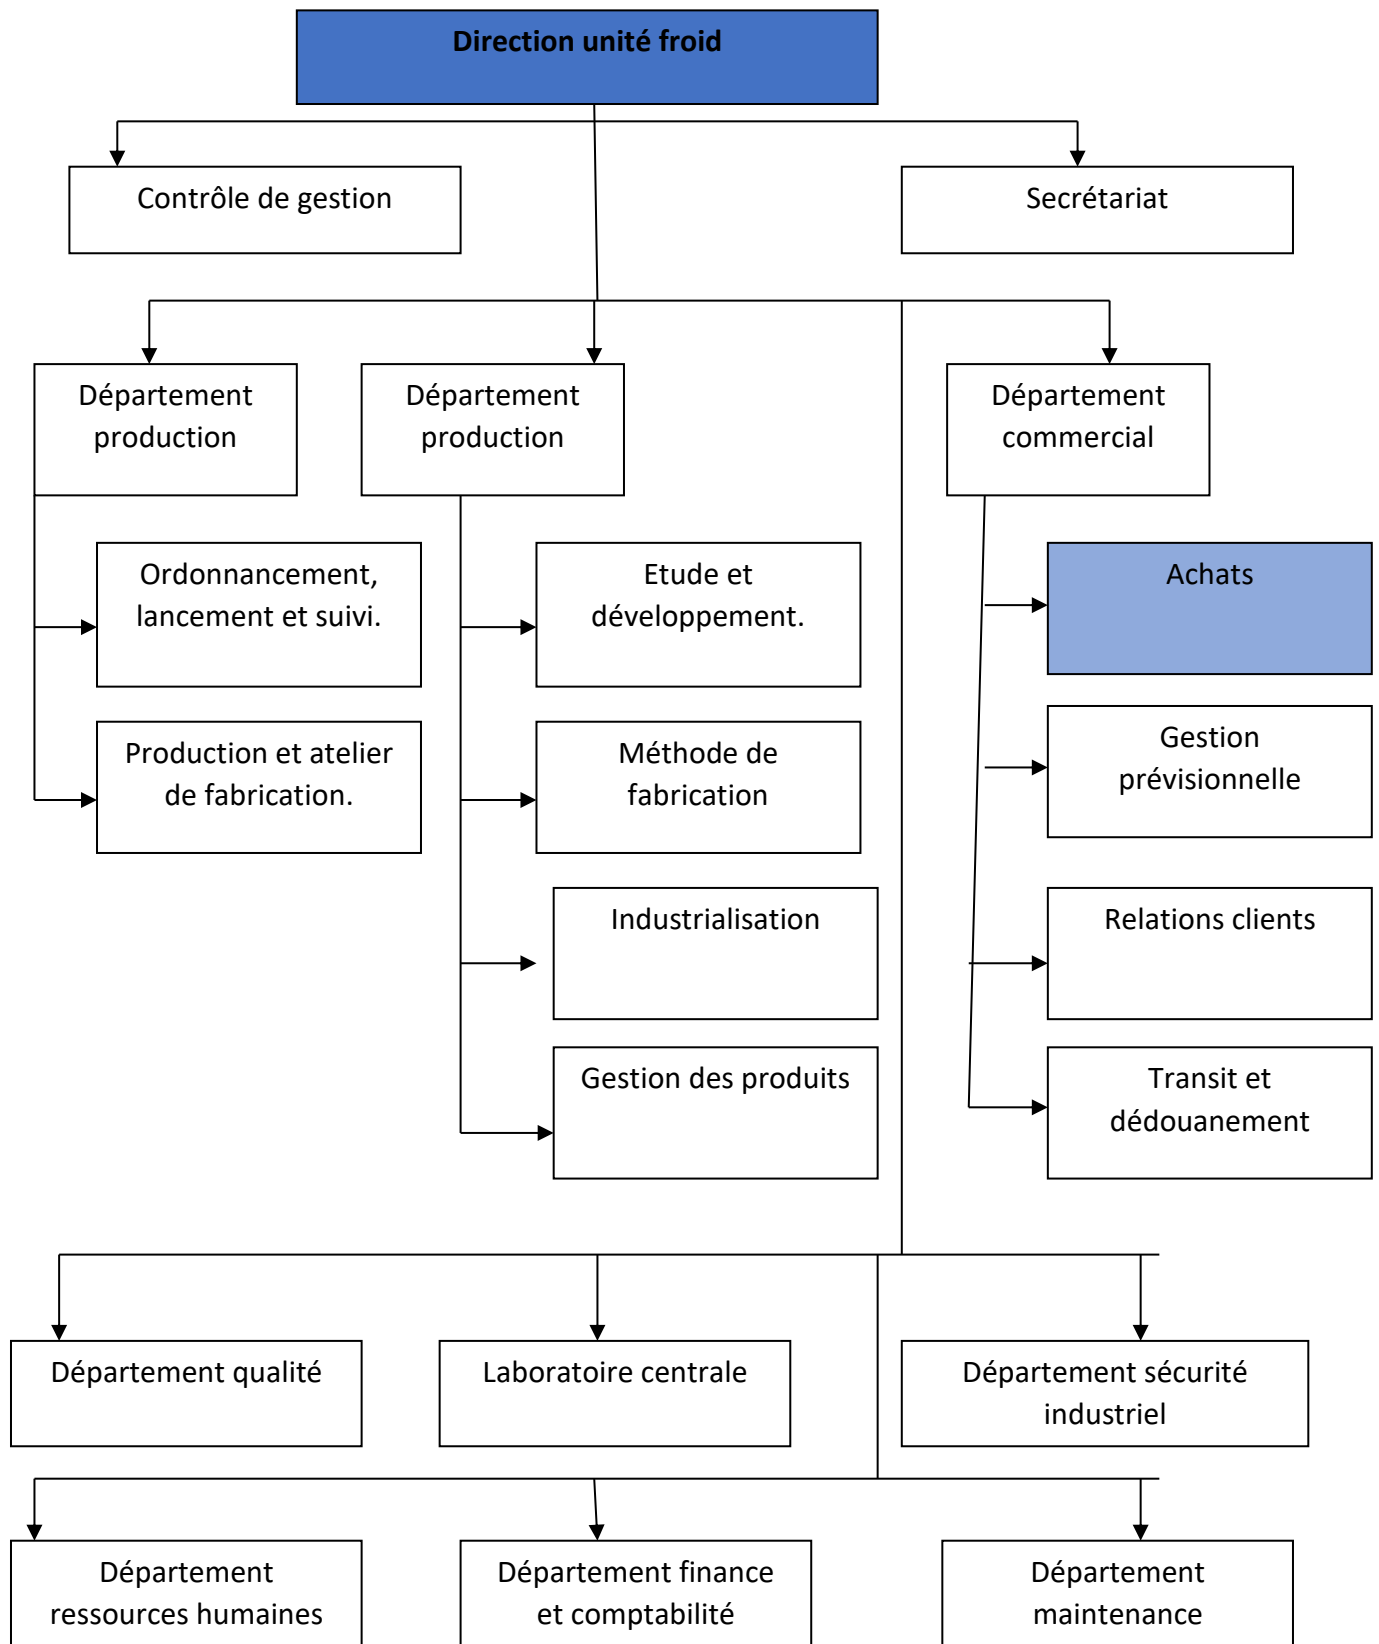 Direction unité froid
Contrôle de gestion
Secrétariat
Département
production
Département
production
Département
commercial
Ordonnancement,
lancement et suivi.
Etude et
développement.
Achats
Production et atelier
de fabrication.
Méthode de
fabrication
Gestion
prévisionnelle
Industrialisation
Relations clients
Gestion des produits
Transit et
dédouanement
Département qualité
Laboratoire centrale
Département sécurité
industriel
Département
ressources humaines
Département finance
et comptabilité
Département
maintenance